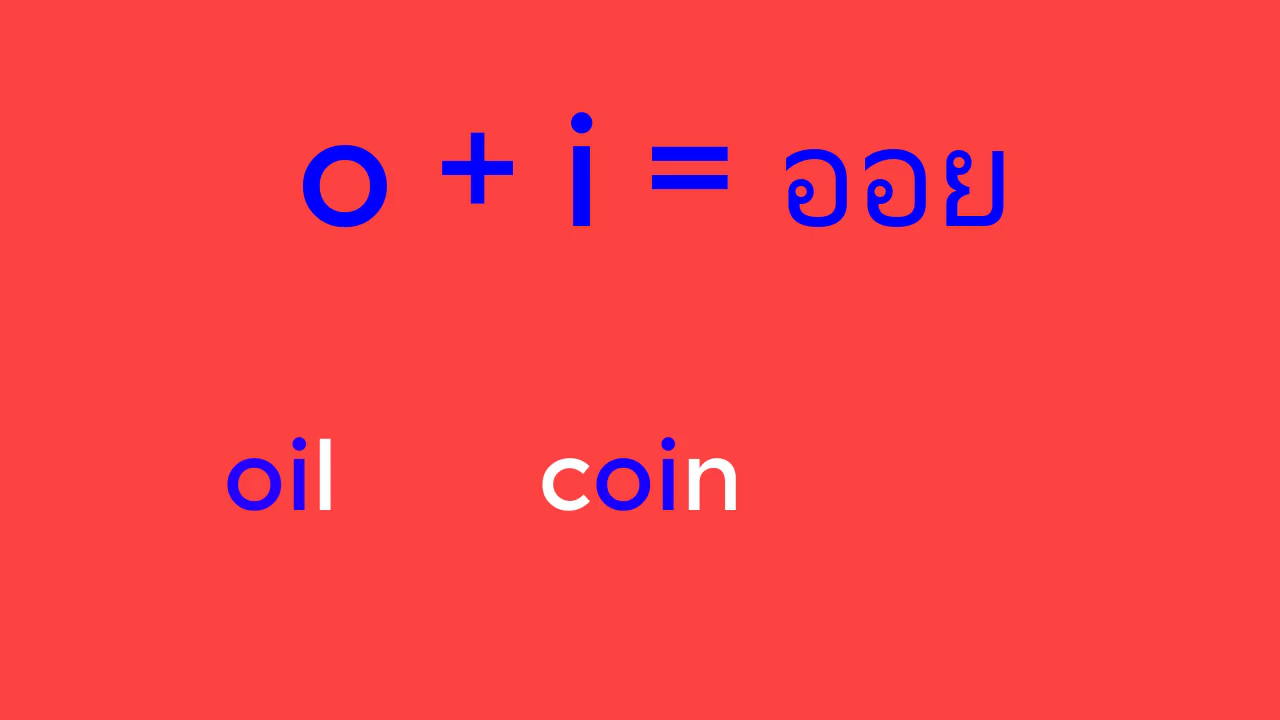 o + i = ออย
oil coin